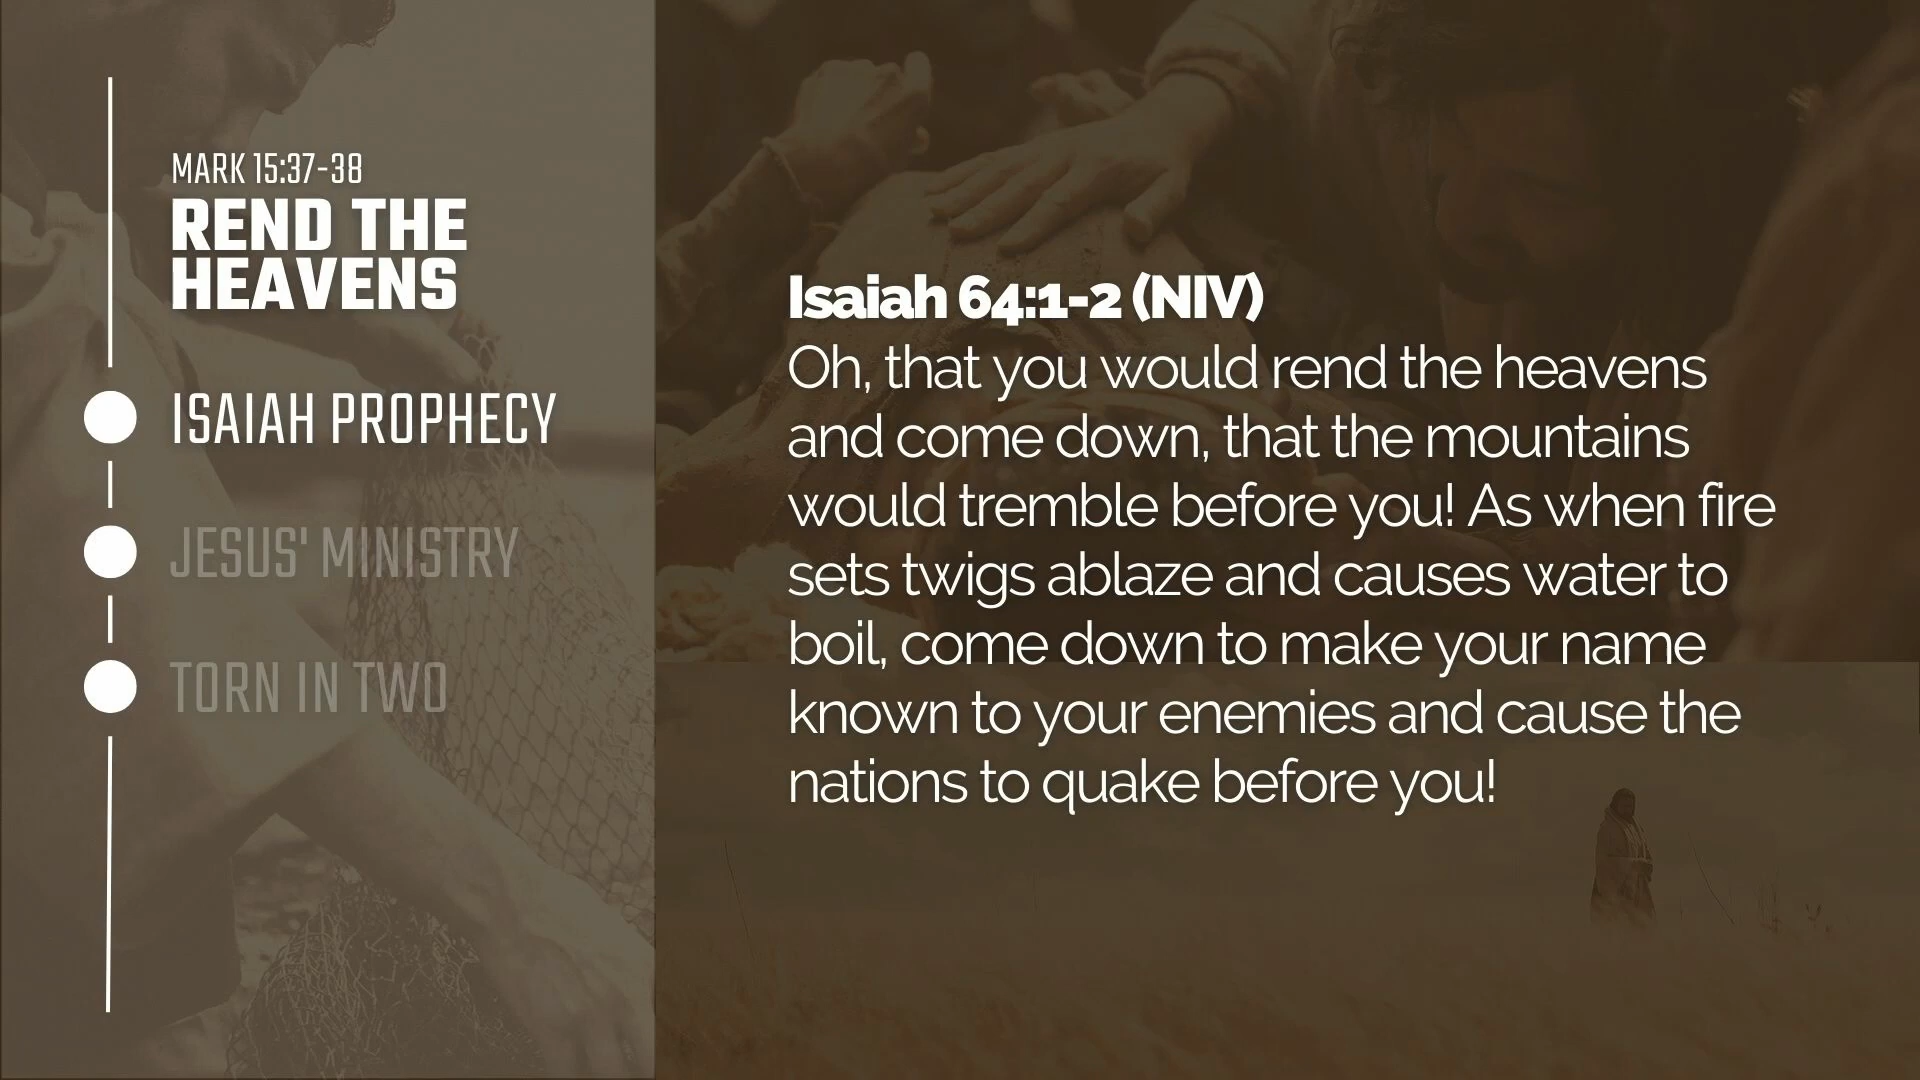 MARK 15:37-38
REND THE
HEAVENS
ISAIAH PROPHECY
JESUS' MINISTRY
TORN IN TWO
Isaiah 64:1-2 (NIV)
Oh, that you would rend the heavens
and come down, that the mountains
would tremble before you! As when fire
sets twigs ablaze and causes water to
boil, come down to make your name
known to your enemies and cause the
nations to quake before you!